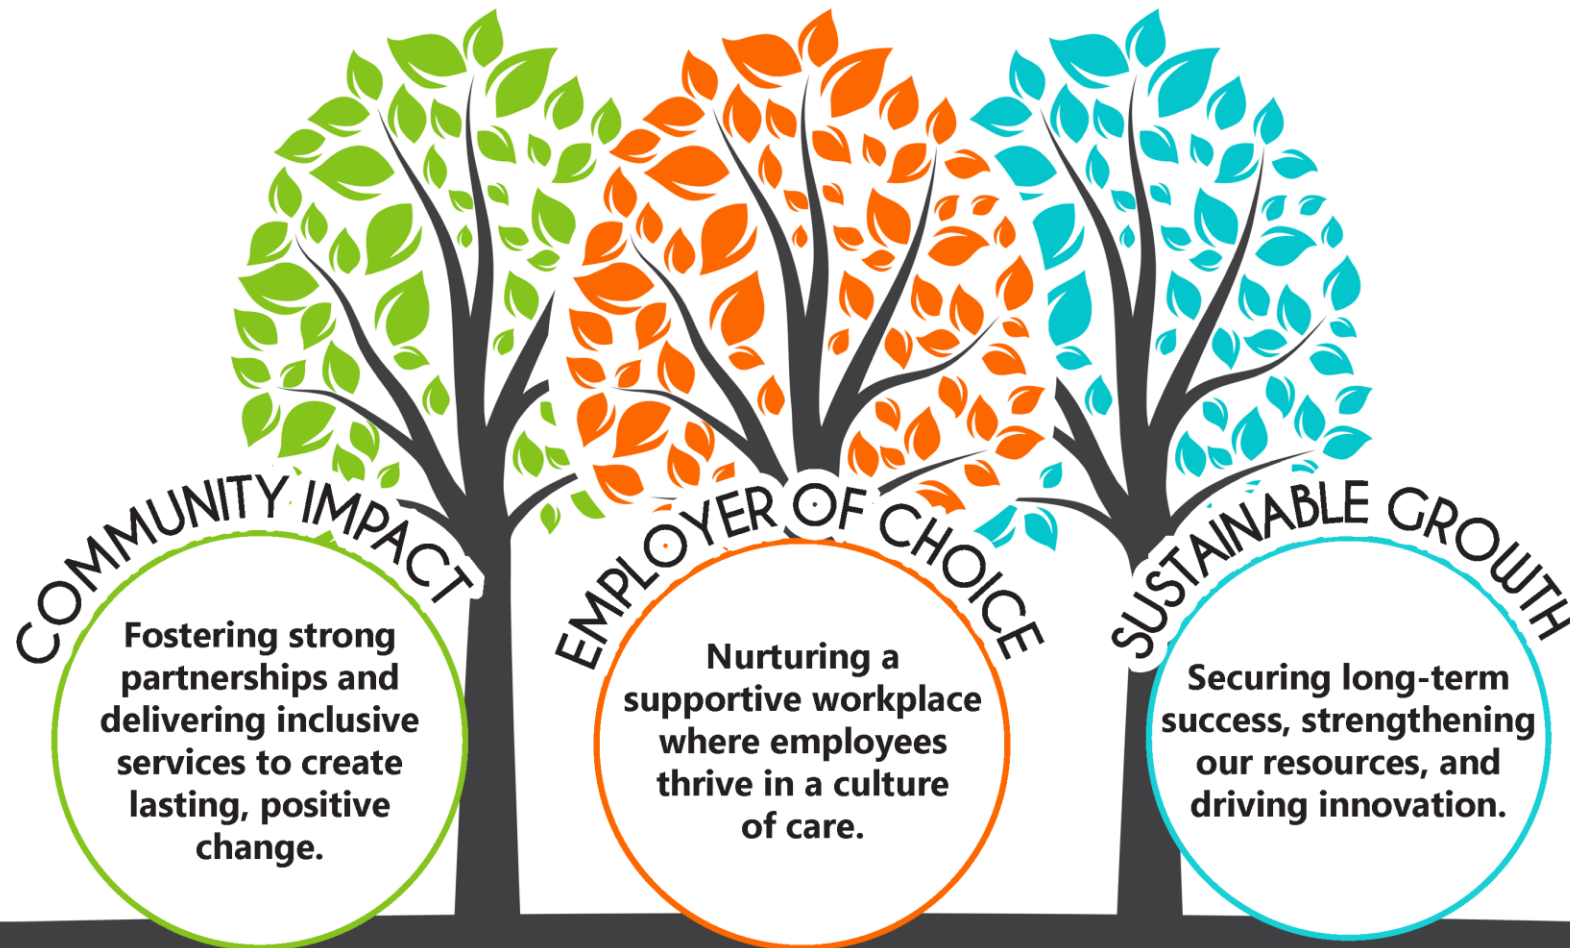 COMMUNITY IMPACT
Fostering strong
partnerships and
delivering inclusive
services to create
lasting, positive
change.
EMPLOYER OF CHOICE
Nurturing a
supportive workplace
where employees
thrive in a culture
of care.
SUSTAINABLE GROWTH
Securing long-term
success, strengthening
our resources, and
driving innovation.